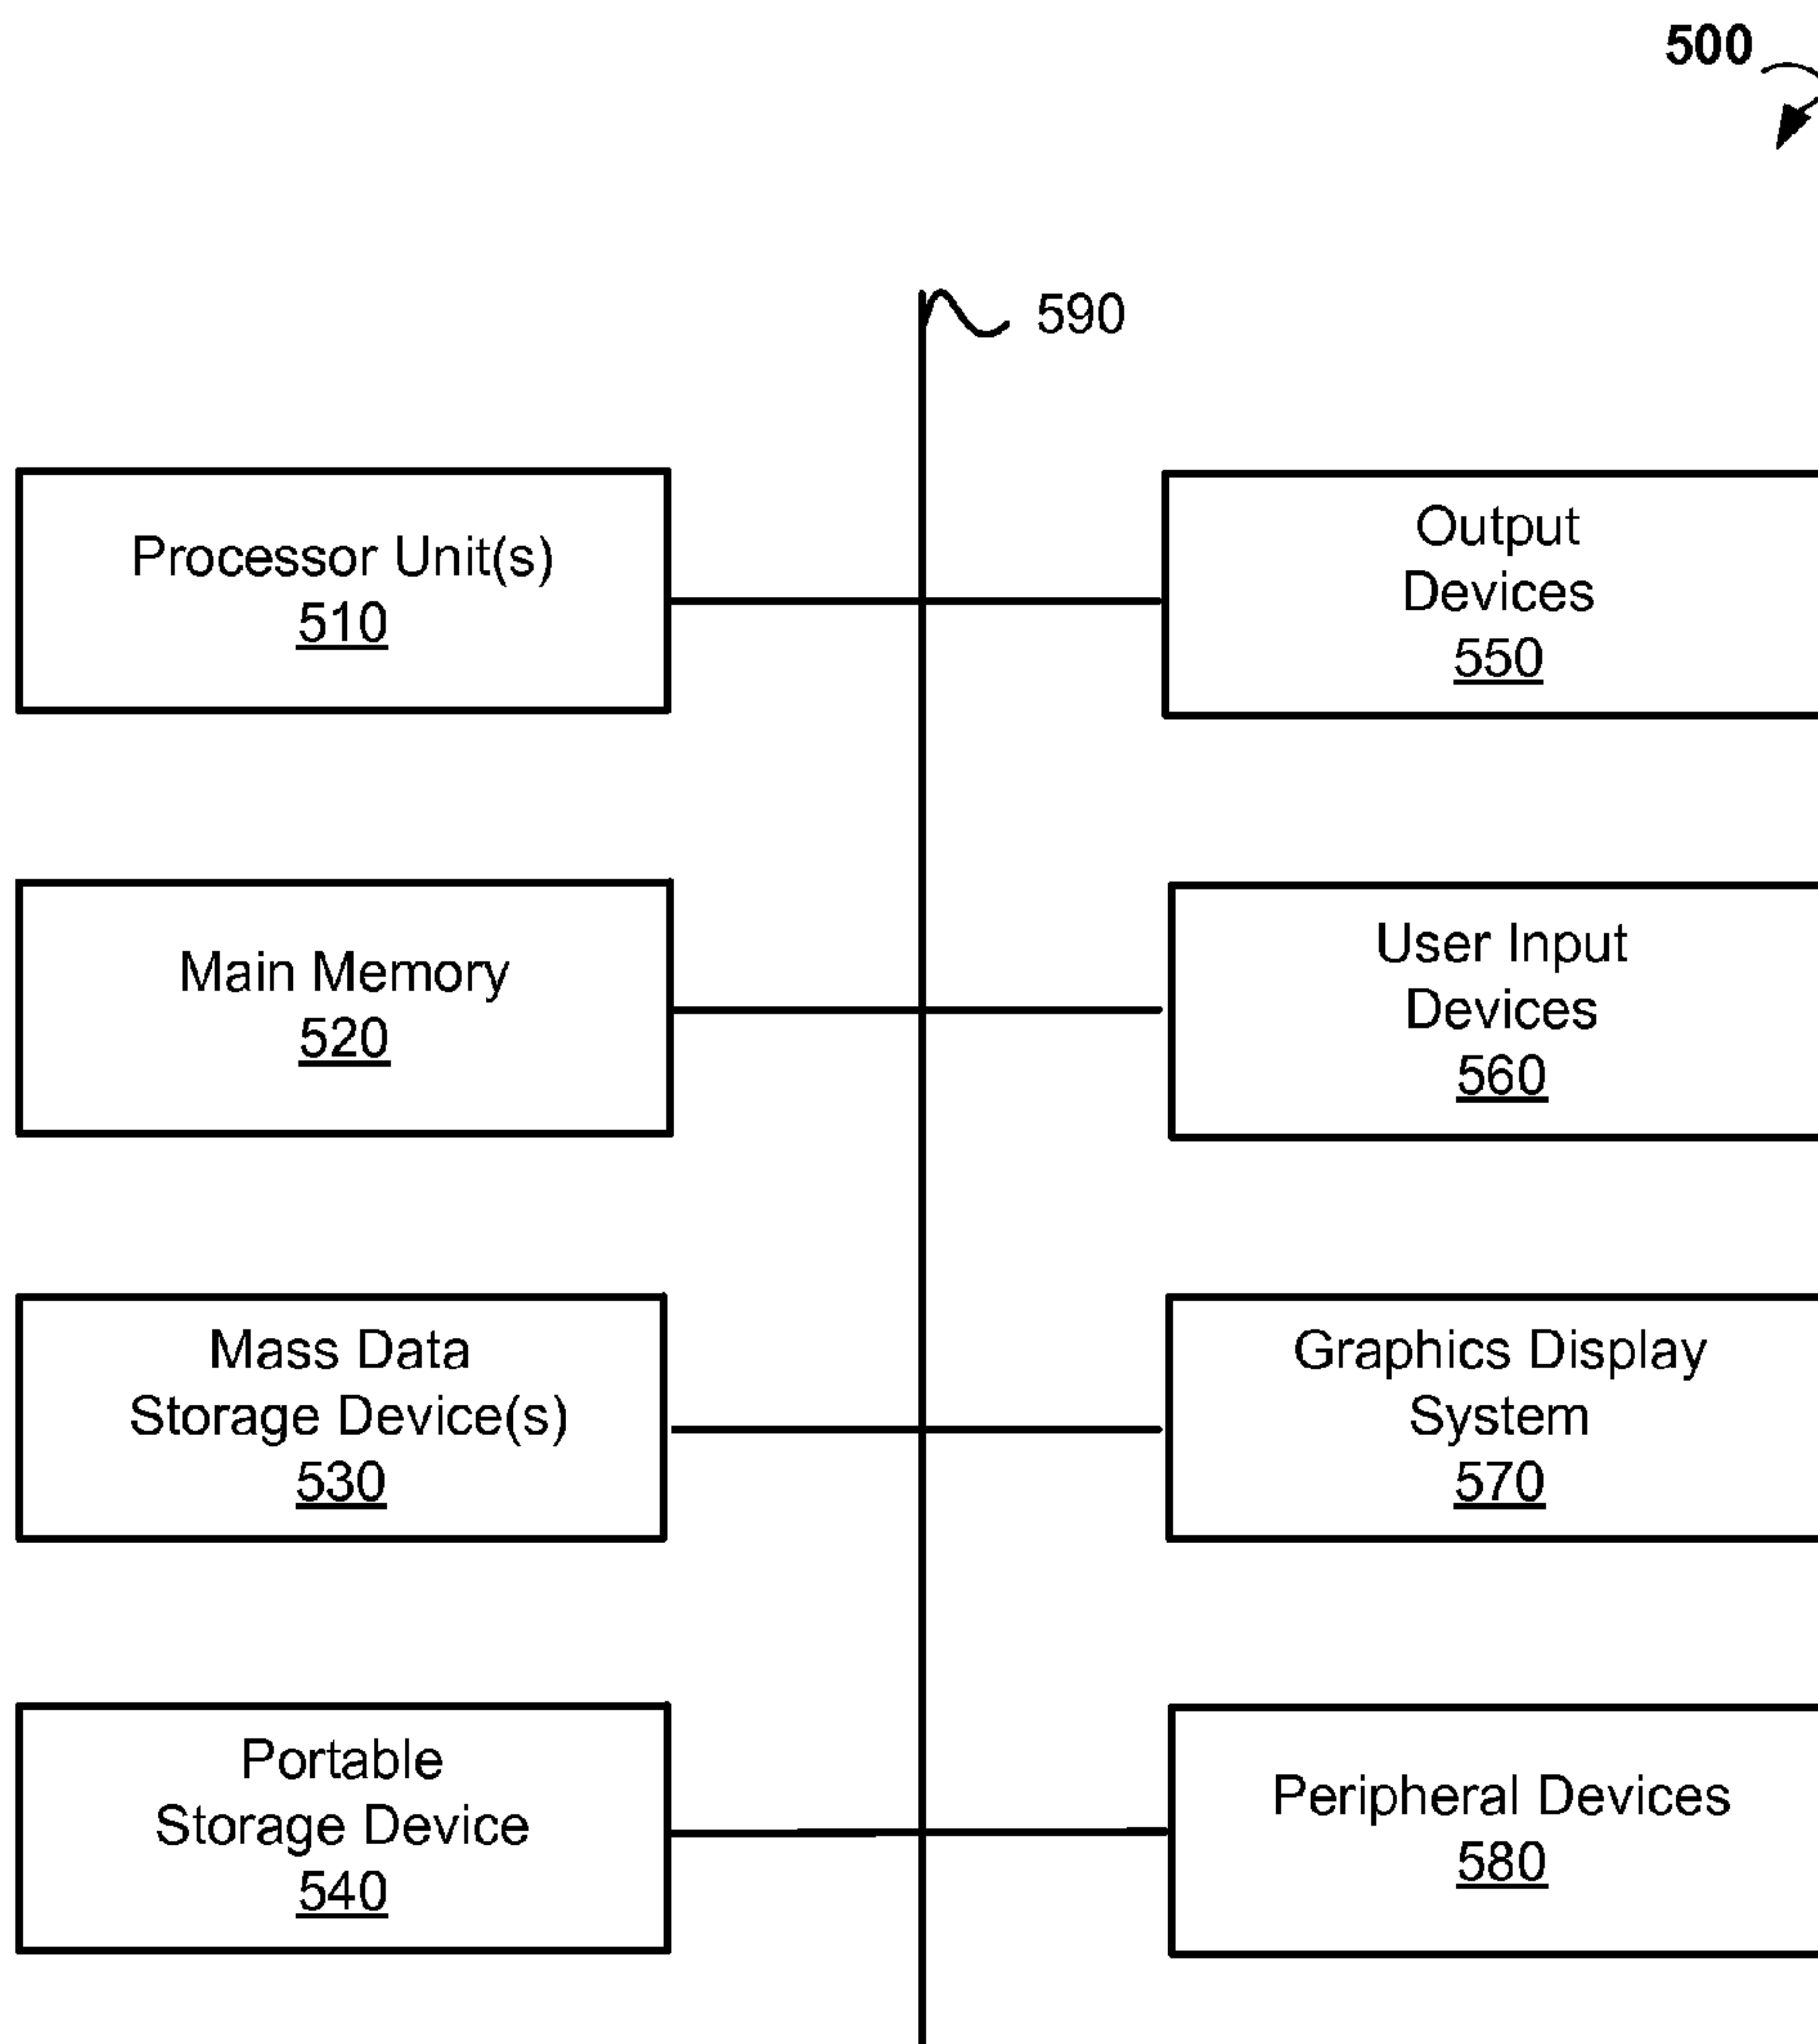 500
590
Processor Unit(s)
510
Output
Devices
550
Main Memory
520
User Input
Devices
560
Mass Data
Storage Device(s)
530
Graphics Display
System
570
Portable
Storage Device
540
Peripheral Devices
580